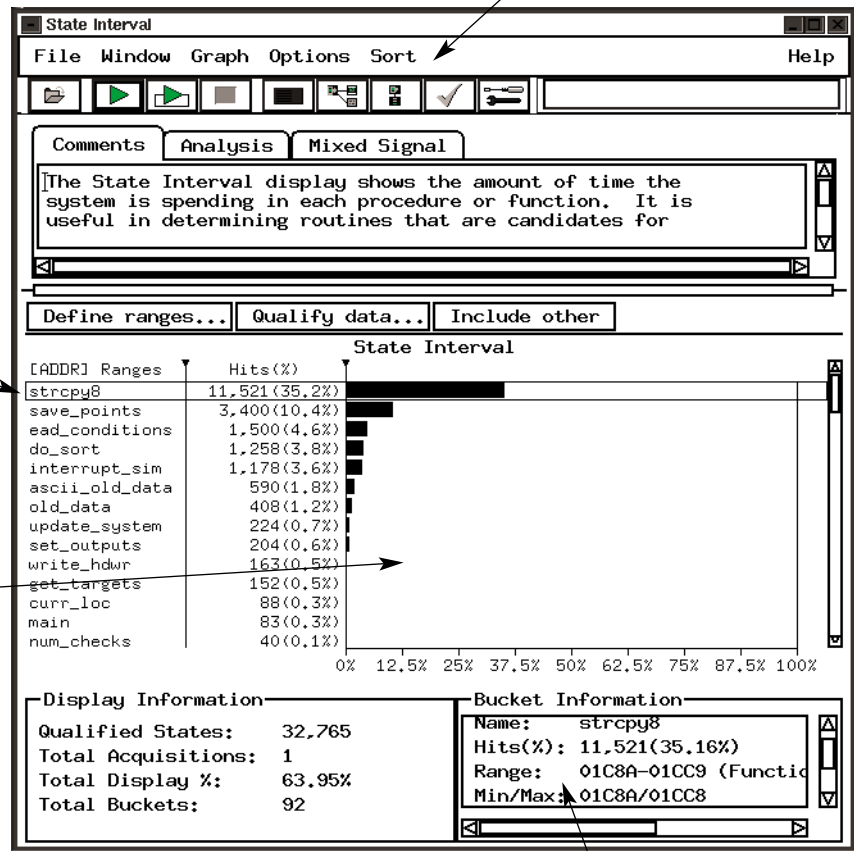 State Interval
File Window Graph Options Sort Help
Comments Analysis Mixed Signal
The State Interval display shows the amount of time the
system is spending in each procedure or function. It is
useful in determining routines that are candidates for
Define ranges... Qualify data... Include other
State Interval
[ADDR] Ranges Hits(%)
strcpy8 11,521(35.2%)
save_points 3,400(10.4%)
ead_conditions 1,500(4.6%)
do_sort 1,258(3.8%)
interrupt_sim 1,178(3.6%)
ascii_old_data 590(1.8%)
old_data 408(1.2%)
update_system 224(0.7%)
set_outputs 204(0.6%)
write_hdwr 163(0.5%)
get_targets 152(0.5%)
curr_loc 88(0.3%)
main 83(0.3%)
num_checks 40(0.1%)
0% 12.5% 25% 37.5% 50% 62.5% 75% 87.5% 100%
Display Information
Qualified States: 32,765
Total Acquisitions: 1
Total Display %: 63.95%
Total Buckets: 92
Bucket Information
Name: strcpy8
Hits(%): 11,521(35.16%)
Range: 01C8A-01CC9 (Functio
Min/Max: 01C8A/01CC8